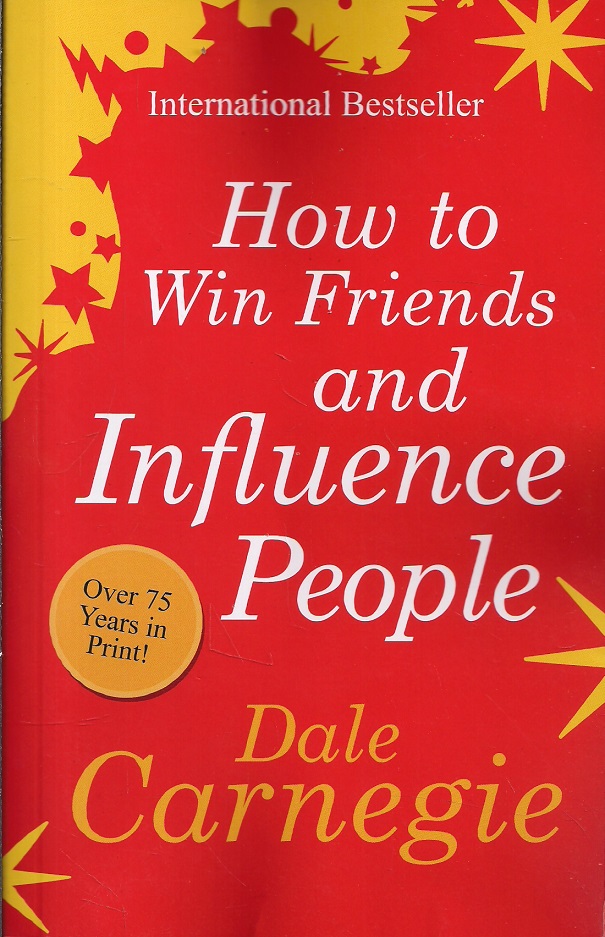 International Bestseller
How to
Win Friends
and
Influence
People
Over 75
Years in
Print!
Dale
Carnegie